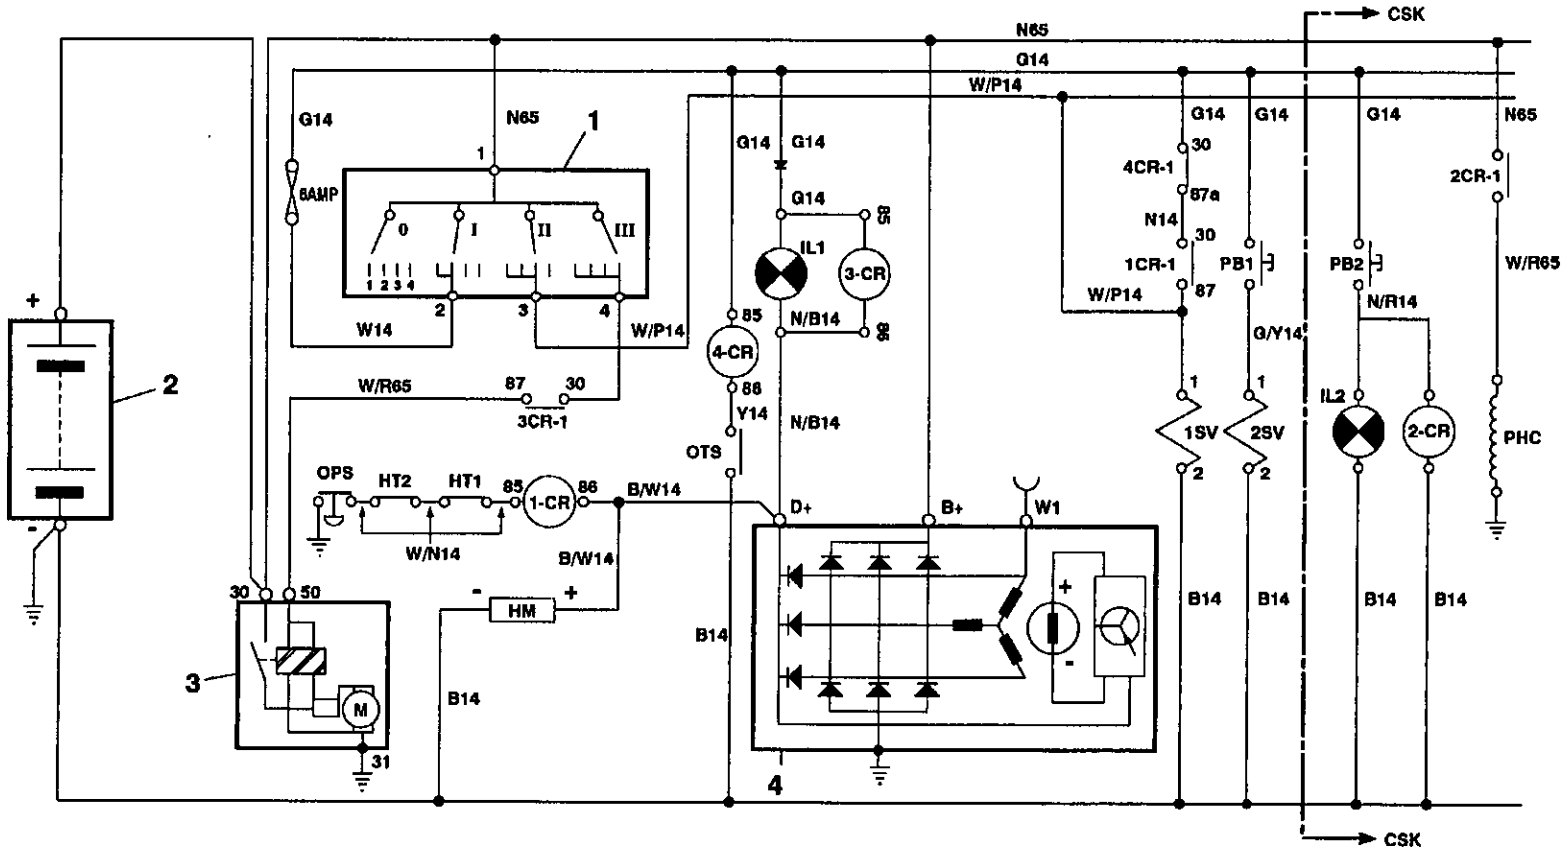 CSK
N65
G14
W/P14
G14
N65
1
G14
G14
G14
G14
G14
N65
1
30
4CR-1
2CR-1
6AMP
87a
G14
85
0
I
II
III
N14
30
IL1
1 2 3 4
3-CR
1CR-1
PB1
PB2
W/R65
87
W/P14
N/R14
+
2
3
4
W14
W/P14
85
N/B14
86
G/Y14
4-CR
2
W/R65
87
30
86
1
1
IL2
3CR-1
Y14
N/B14
1SV
2SV
2-CR
PHC
OTS
OPS
HT2
HT1
85
1-CR
86
B/W14
2
2
D+
B+
W1
-
W/N14
B/W14
30
50
-
+
HM
+
B14
B14
B14
B14
B14
-
3
B14
M
31
4
CSK